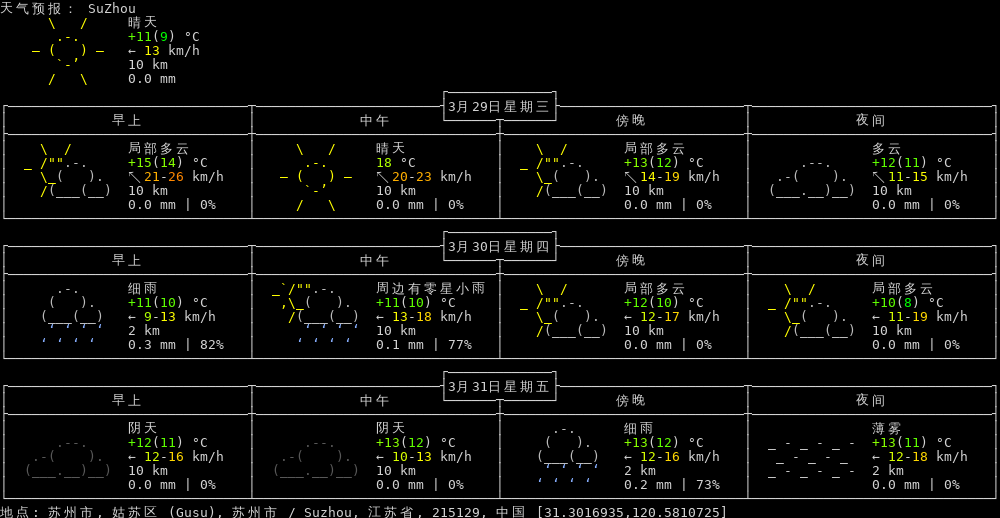 天气预报: SuZhou
晴天
+11(9) °C
← 13 km/h
10 km
0.0 mm
3月29日星期三
早上 中午 傍晚 夜间
局部多云 晴天 局部多云 多云
+15(14) °C 18 °C +13(12) °C +12(11) °C
↖ 21-26 km/h ↖ 20-23 km/h ↖ 14-19 km/h ↖ 11-15 km/h
10 km 10 km 10 km 10 km
0.0 mm | 0% 0.0 mm | 0% 0.0 mm | 0% 0.0 mm | 0%
3月30日星期四
早上 中午 傍晚 夜间
细雨 周边有零星小雨 局部多云 局部多云
+11(10) °C +11(10) °C +12(10) °C +10(8) °C
← 9-13 km/h ← 13-18 km/h ← 12-17 km/h ← 11-19 km/h
2 km 10 km 10 km 10 km
0.3 mm | 82% 0.1 mm | 77% 0.0 mm | 0% 0.0 mm | 0%
3月31日星期五
早上 中午 傍晚 夜间
阴天 阴天 细雨 薄雾
+12(11) °C +13(12) °C +13(12) °C +13(11) °C
← 12-16 km/h ← 10-13 km/h ← 12-16 km/h ← 12-18 km/h
10 km 10 km 2 km 2 km
0.0 mm | 0% 0.0 mm | 0% 0.2 mm | 73% 0.0 mm | 0%
地点: 苏州市, 姑苏区 (Gusu), 苏州市 / Suzhou, 江苏省, 215129, 中国 [31.3016935,120.5810725]